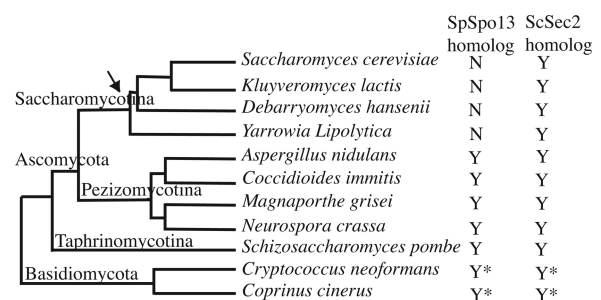 SpSpo13 ScSec2
homolog homolog
Saccharomyces cerevisiae N Y
Kluyveromyces lactis N Y
Saccharomycotina
Debarryomyces hansenii N Y
Yarrowia Lipolytica N Y
Ascomycota
Aspergillus nidulans Y Y
Coccidioides immitis Y Y
Pezizomycotina
Magnaporthe grisei Y Y
Neurospora crassa Y Y
Taphrinomycotina
Schizosaccharomyces pombe Y Y
Basidiomycota
Cryptococcus neoformans Y* Y*
Coprinus cinerus Y* Y*